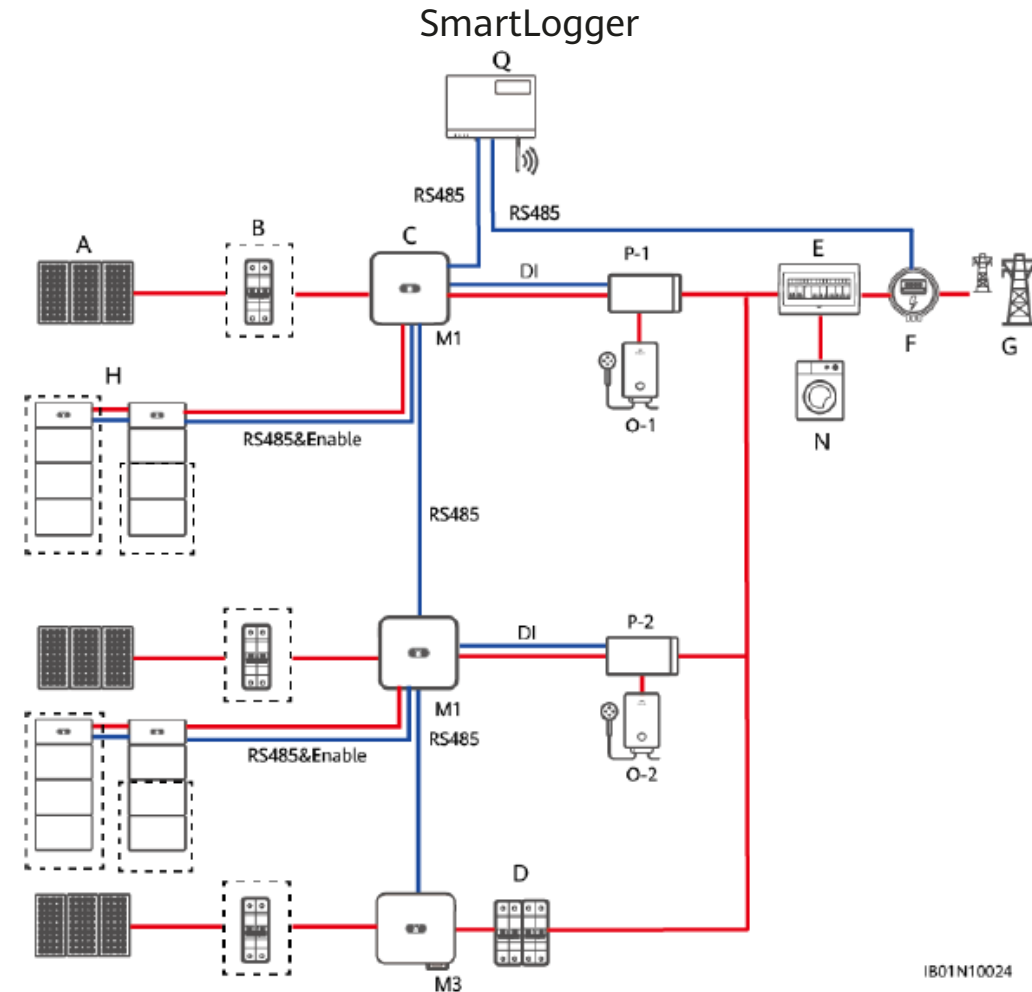 SmartLogger
Q
RS485
RS485
A
B
C
DI
P-1
E
M1
F
G
H
O-1
N
RS485&Enable
RS485
DI
P-2
M1
RS485
RS485&Enable
O-2
D
M3
IB01N10024